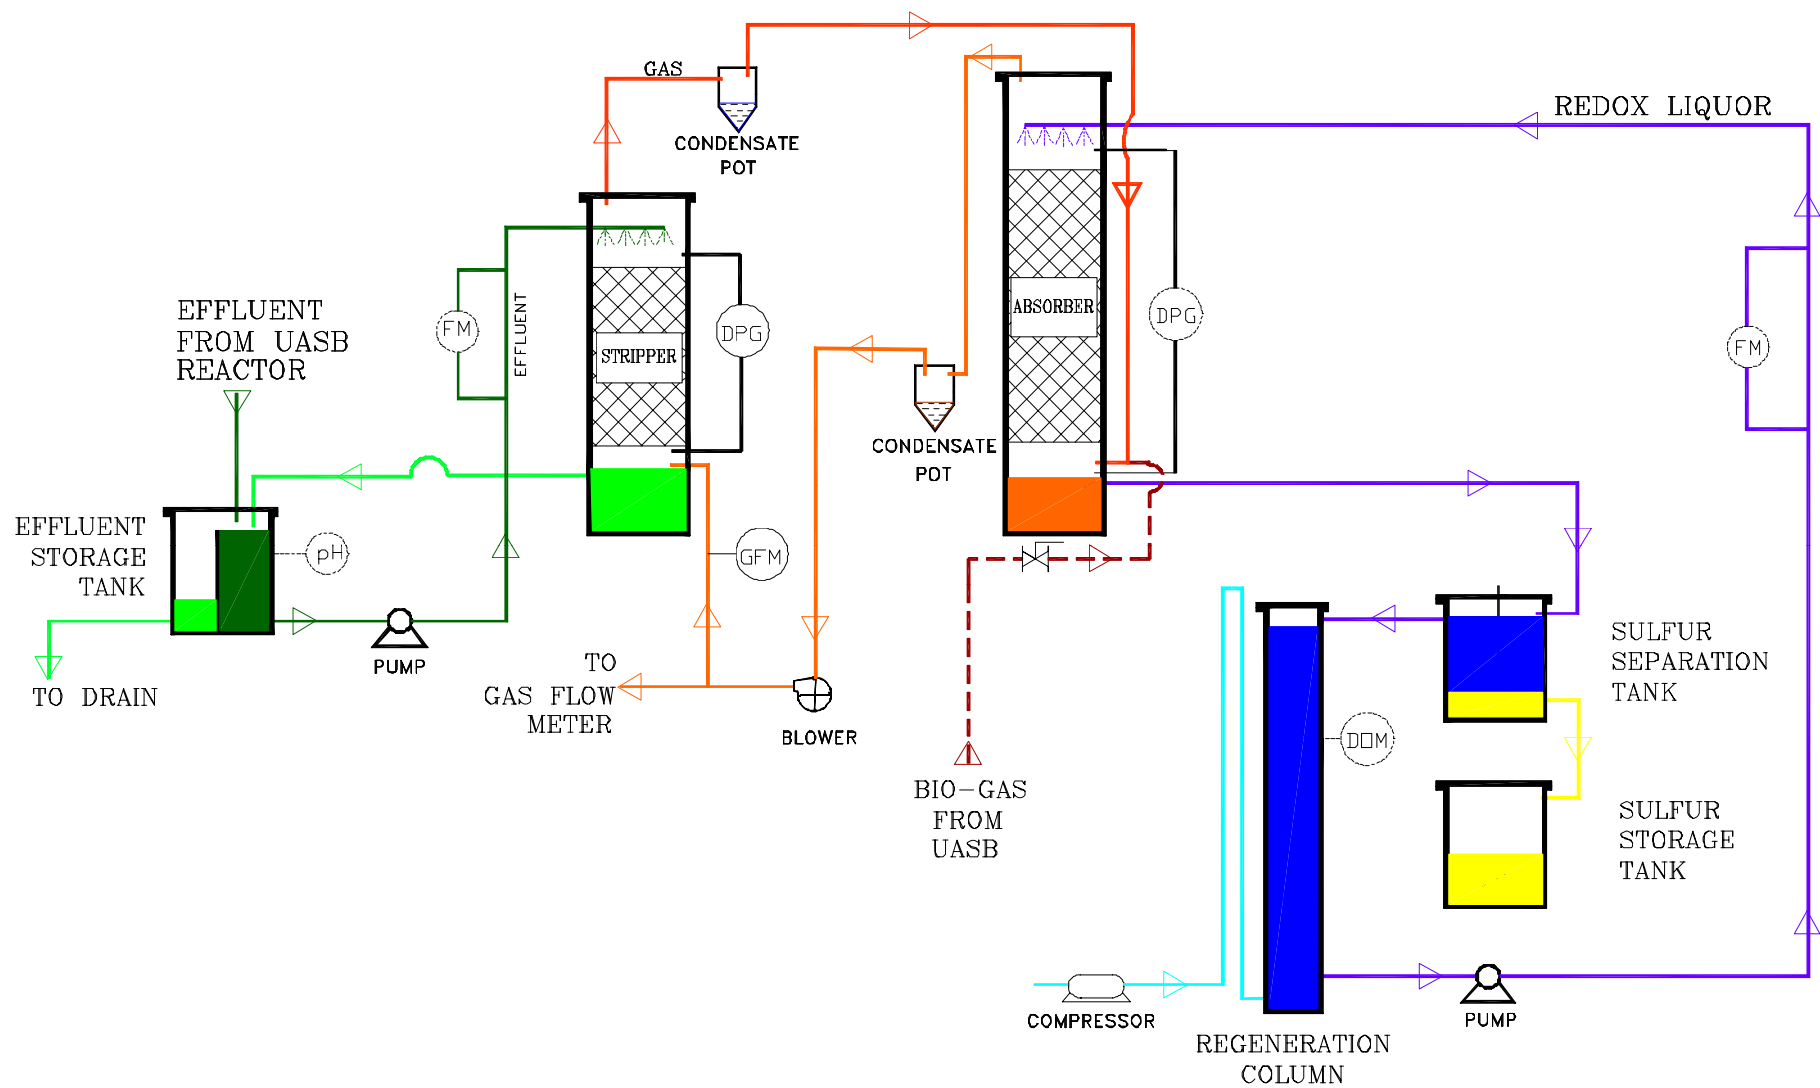 GAS
CONDENSATE
POT
REDOX LIQUOR
EFFLUENT
FROM UASB
REACTOR
FM
EFFLUENT
STRIPPER
DPG
ABSORBER
DPG
FM
CONDENSATE
POT
EFFLUENT
STORAGE
TANK
pH
GFM
PUMP
TO DRAIN
TO
GAS FLOW
METER
BLOWER
BIO-GAS
FROM
UASB
SULFUR
SEPARATION
TANK
DOM
SULFUR
STORAGE
TANK
COMPRESSOR
PUMP
REGENERATION
COLUMN